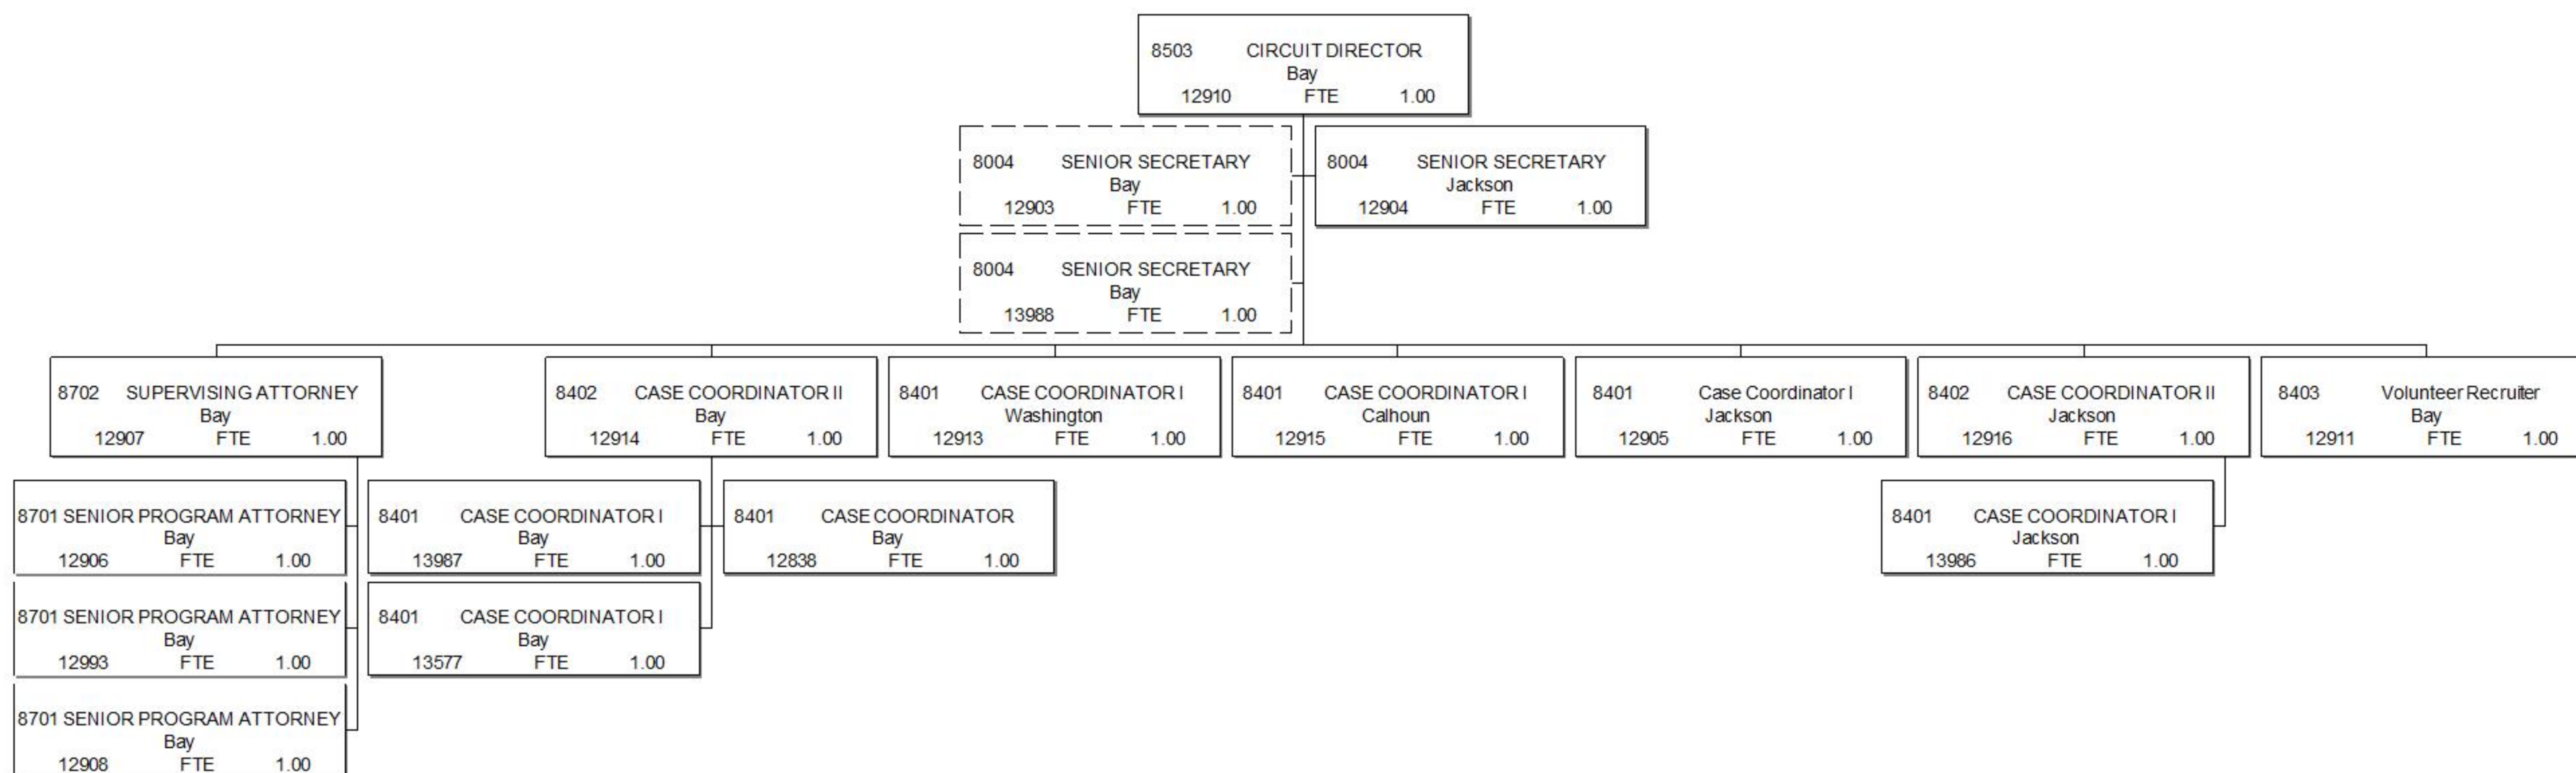 8503 CIRCUIT DIRECTOR
Bay
12910 FTE 1.00
8004 SENIOR SECRETARY
Bay
12903 FTE 1.00
8004 SENIOR SECRETARY
Jackson
12904 FTE 1.00
8004 SENIOR SECRETARY
Bay
13988 FTE 1.00
8702 SUPERVISING ATTORNEY
Bay
12907 FTE 1.00
8402 CASE COORDINATOR II
Bay
12914 FTE 1.00
8401 CASE COORDINATOR I
Washington
12913 FTE 1.00
8401 CASE COORDINATOR I
Calhoun
12915 FTE 1.00
8401 Case Coordinator I
Jackson
12905 FTE 1.00
8402 CASE COORDINATOR II
Jackson
12916 FTE 1.00
8403 Volunteer Recruiter
Bay
12911 FTE 1.00
8701 SENIOR PROGRAM ATTORNEY
Bay
12906 FTE 1.00
8401 CASE COORDINATOR I
Bay
13987 FTE 1.00
8401 CASE COORDINATOR
Bay
12838 FTE 1.00
8401 CASE COORDINATOR I
Jackson
13986 FTE 1.00
8701 SENIOR PROGRAM ATTORNEY
Bay
12993 FTE 1.00
8401 CASE COORDINATOR I
Bay
13577 FTE 1.00
8701 SENIOR PROGRAM ATTORNEY
Bay
12908 FTE 1.00